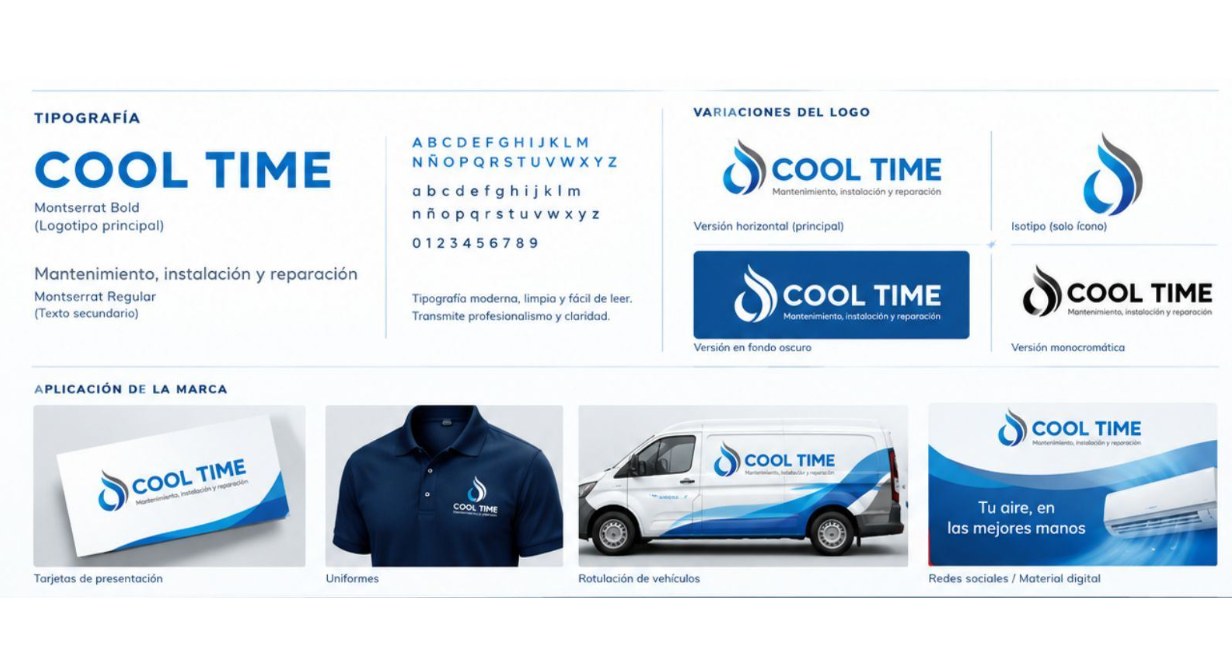 TIPOGRAFÍA
COOL TIME
Montserrat Bold
(Logotipo principal)
Mantenimiento, instalación y reparación
Montserrat Regular
(Texto secundario)
A B C D E F G H I J K L M
N Ñ O P Q R S T U V W X Y Z
a b c d e f g h i j k l m
n ñ o p q r s t u v w x y z
0 1 2 3 4 5 6 7 8 9
Tipografía moderna, limpia y fácil de leer.
Transmite profesionalismo y claridad.
VARIACIONES DEL LOGO
COOL TIME
Mantenimiento, instalación y reparación
Versión horizontal (principal)
Isotipo (solo ícono)
COOL TIME
Mantenimiento, instalación y reparación
Versión en fondo oscuro
COOL TIME
Mantenimiento, instalación y reparación
Versión monocromática
APLICACIÓN DE LA MARCA
COOL TIME
Mantenimiento, instalación y reparación
Tarjetas de presentación
COOL TIME
Uniformes
COOL TIME
Mantenimiento, instalación y reparación
Rotulación de vehículos
COOL TIME
Mantenimiento, instalación y reparación
Tu aire, en
las mejores manos
Redes sociales / Material digital